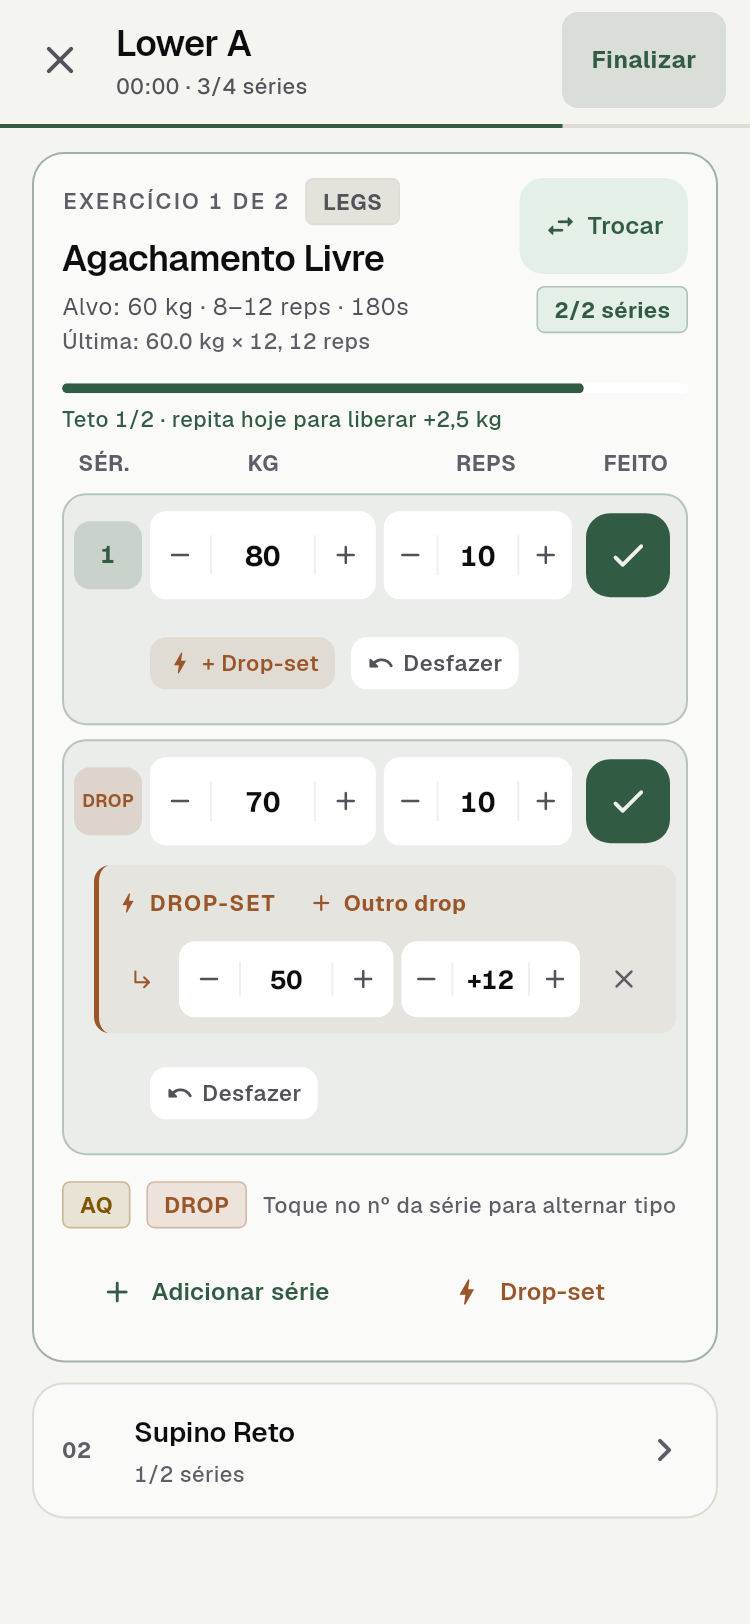 Lower A
00:00 · 3/4 séries
Finalizar
EXERCÍCIO 1 DE 2
LEGS
Trocar
Agachamento Livre
Alvo: 60 kg · 8–12 reps · 180s
2/2 séries
Última: 60.0 kg × 12, 12 reps
Teto 1/2 · repita hoje para liberar +2,5 kg
SÉR. KG REPS FEITO
1 − 80 + − 10 +
+ Drop-set Desfazer
DROP − 70 + − 10 +
DROP-SET + Outro drop
− 50 + − +12 +
Desfazer
AQ DROP Toque no nº da série para alternar tipo
+ Adicionar série Drop-set
02
Supino Reto
1/2 séries